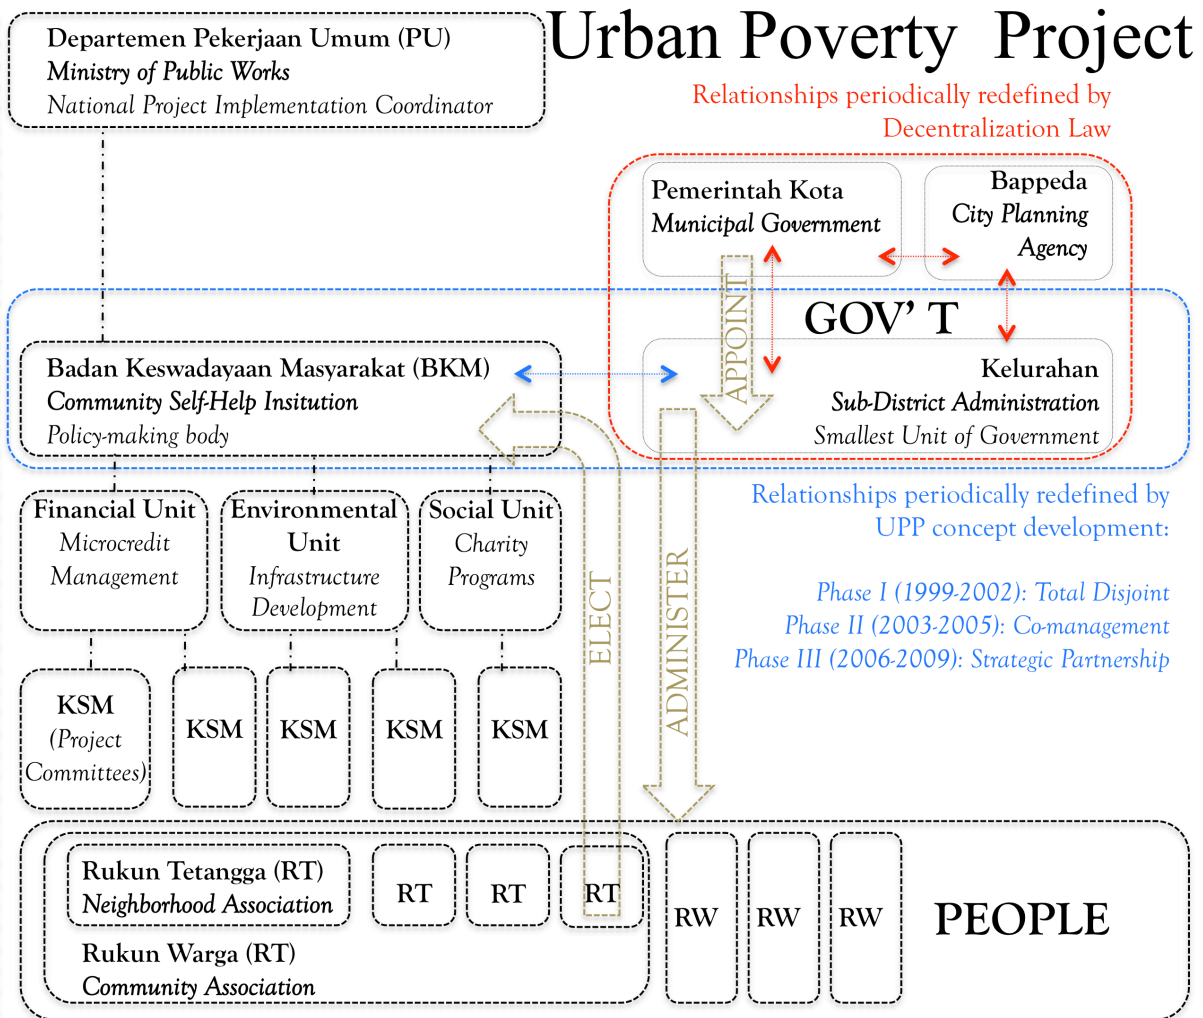 Urban Poverty Project
Departemen Pekerjaan Umum (PU)
Ministry of Public Works
National Project Implementation Coordinator
Relationships periodically redefined by
Decentralization Law
Pemerintah Kota
Municipal Government
Bappeda
City Planning
Agency
APPOINT
GOV' T
Badan Keswadayaan Masyarakat (BKM)
Community Self-Help Insitution
Policy-making body
Kelurahan
Sub-District Administration
Smallest Unit of Government
Financial Unit
Microcredit
Management
Environmental
Unit
Infrastructure
Development
Social Unit
Charity
Programs
ELECT
ADMINISTER
Relationships periodically redefined by
UPP concept development:
Phase I (1999-2002): Total Disjoint
Phase II (2003-2005): Co-management
Phase III (2006-2009): Strategic Partnership
KSM
(Project
Committees)
KSM
KSM
KSM
KSM
Rukun Tetangga (RT)
Neighborhood Association
RT
RT
RT
Rukun Warga (RT)
Community Association
RW
RW
RW
PEOPLE